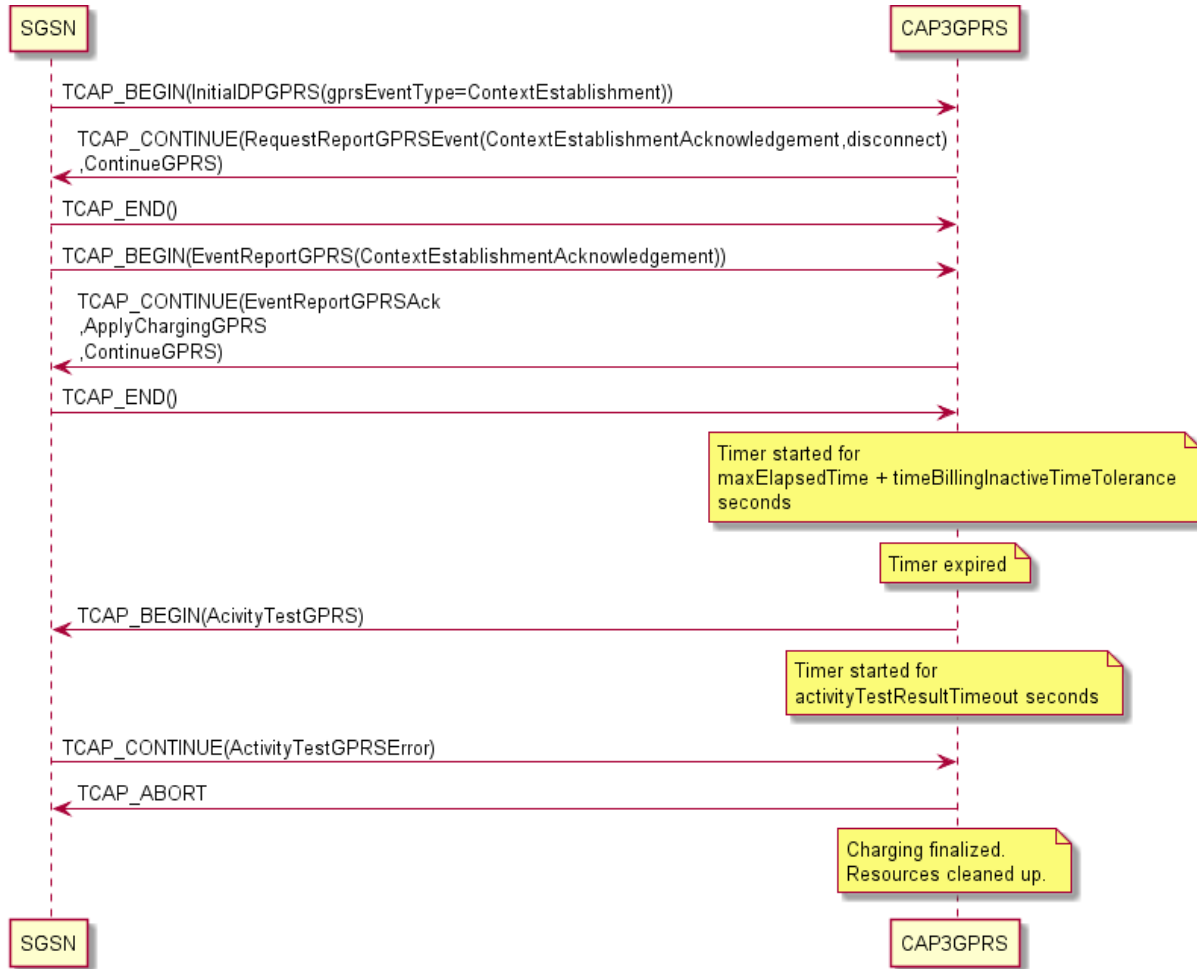 SGSN
CAP3GPRS
TCAP_BEGIN(InitialDPGPRS(gprsEventType=ContextEstablishment))
TCAP_CONTINUE(RequestReportGPRSEvent(ContextEstablishmentAcknowledgement,disconnect)
,ContinueGPRS)
TCAP_END()
TCAP_BEGIN(EventReportGPRS(ContextEstablishmentAcknowledgement))
TCAP_CONTINUE(EventReportGPRSAck
,ApplyChargingGPRS
,ContinueGPRS)
TCAP_END()
Timer started for
maxElapsedTime + timeBillingInactiveTimeTolerance
seconds
Timer expired
TCAP_BEGIN(AcivityTestGPRS)
Timer started for
activityTestResultTimeout seconds
TCAP_CONTINUE(ActivityTestGPRSError)
TCAP_ABORT
Charging finalized.
Resources cleaned up.
SGSN
CAP3GPRS